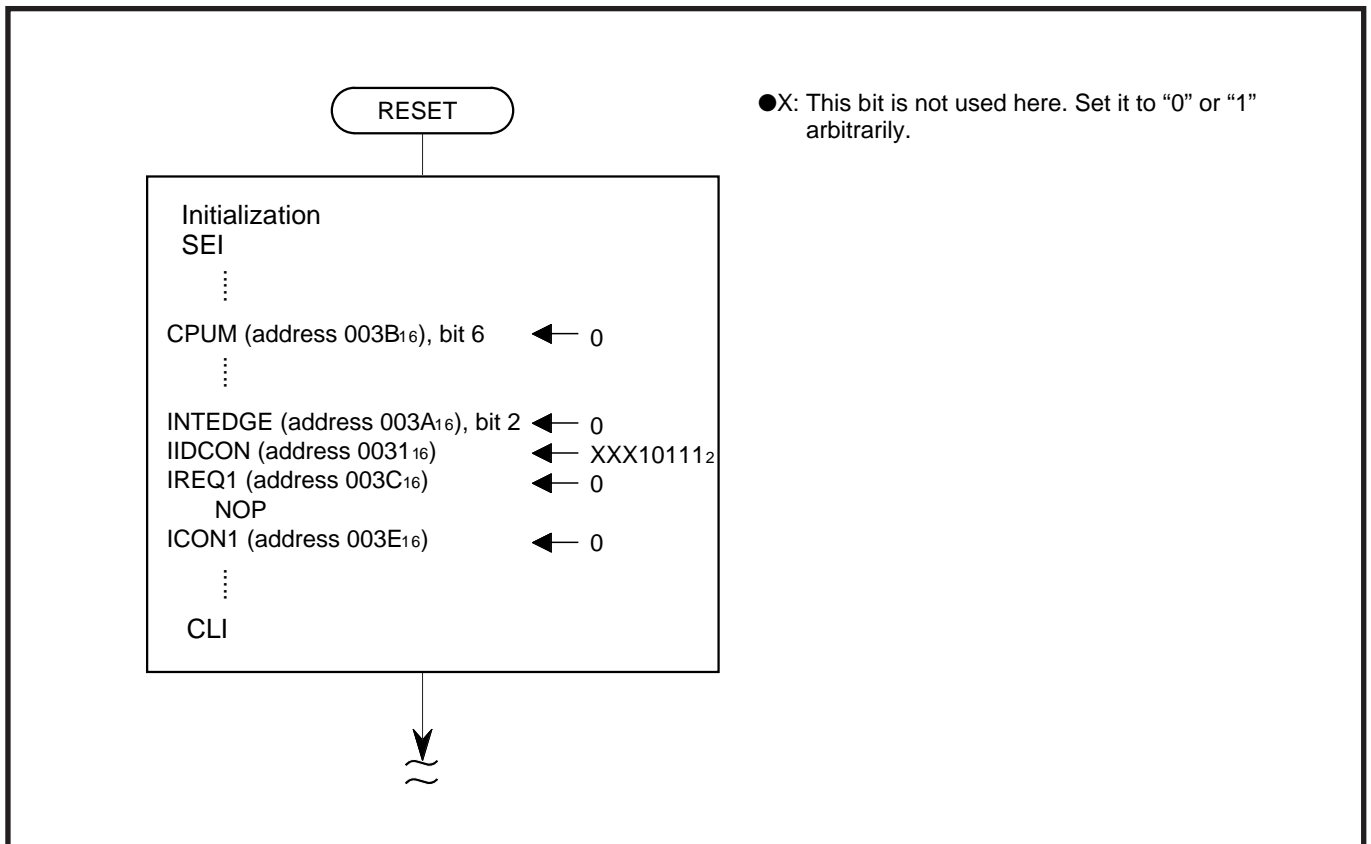 RESET
●X: This bit is not used here. Set it to “0” or “1”
arbitrarily.
Initialization
SEI
CPUM (address 003B16), bit 6 0
INTEDGE (address 003A16), bit 2 0
IIDCON (address 003116) XXX101112
IREQ1 (address 003C16) 0
NOP
ICON1 (address 003E16) 0
CLI